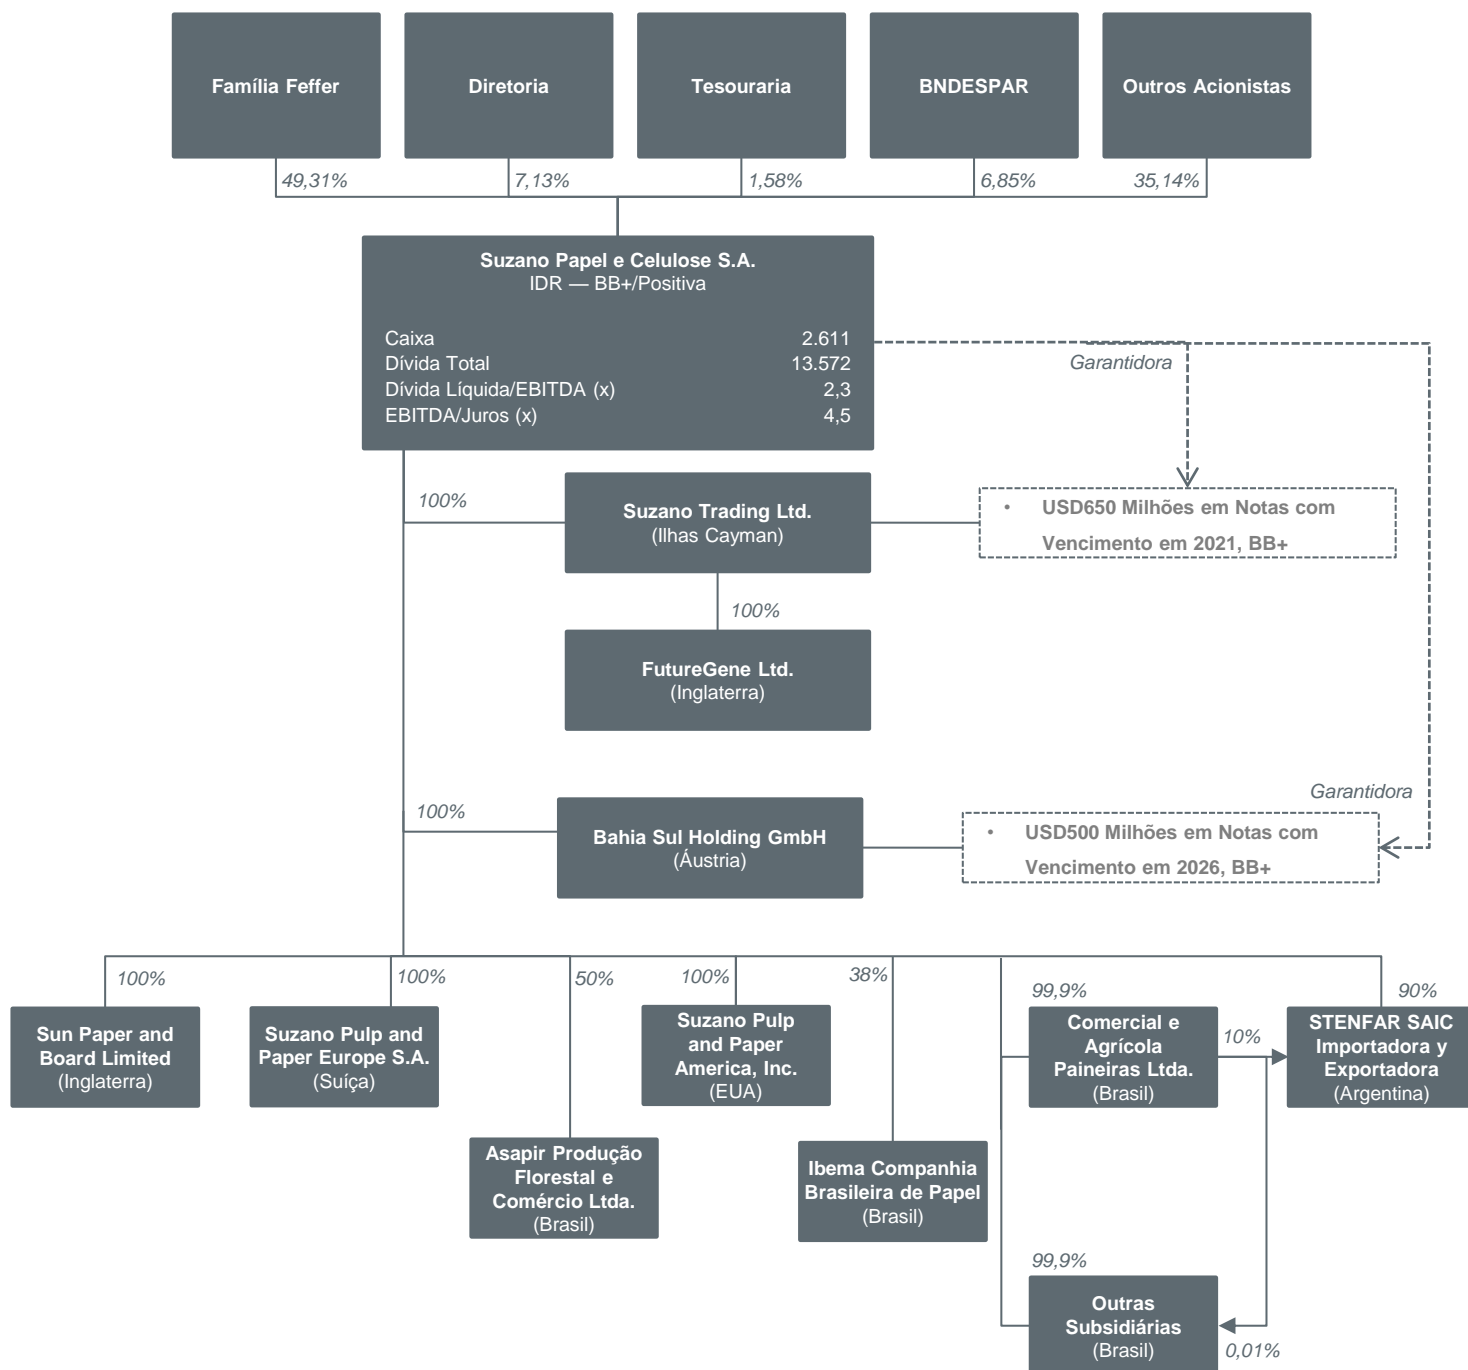 Família Feffer
Diretoria
Tesouraria
BNDESPAR
Outros Acionistas
49,31%
7,13%
1,58%
6,85%
35,14%
Suzano Papel e Celulose S.A.
IDR — BB+/Positiva
Caixa 2.611
Dívida Total 13.572
Dívida Líquida/EBITDA (x) 2,3
EBITDA/Juros (x) 4,5
Garantidora
100%
Suzano Trading Ltd.
(Ilhas Cayman)
• USD650 Milhões em Notas com
Vencimento em 2021, BB+
100%
FutureGene Ltd.
(Inglaterra)
Garantidora
100%
Bahia Sul Holding GmbH
(Áustria)
• USD500 Milhões em Notas com
Vencimento em 2026, BB+
100%
100%
50%
100%
38%
99,9%
90%
Sun Paper and
Board Limited
(Inglaterra)
Suzano Pulp and
Paper Europe S.A.
(Suíça)
Suzano Pulp
and Paper
America, Inc.
(EUA)
Comercial e
Agrícola
Paineiras Ltda.
(Brasil)
10%
STENFAR SAIC
Importadora y
Exportadora
(Argentina)
Asapir Produção
Florestal e
Comércio Ltda.
(Brasil)
Ibema Companhia
Brasileira de Papel
(Brasil)
99,9%
Outras
Subsidiárias
(Brasil)
0,01%